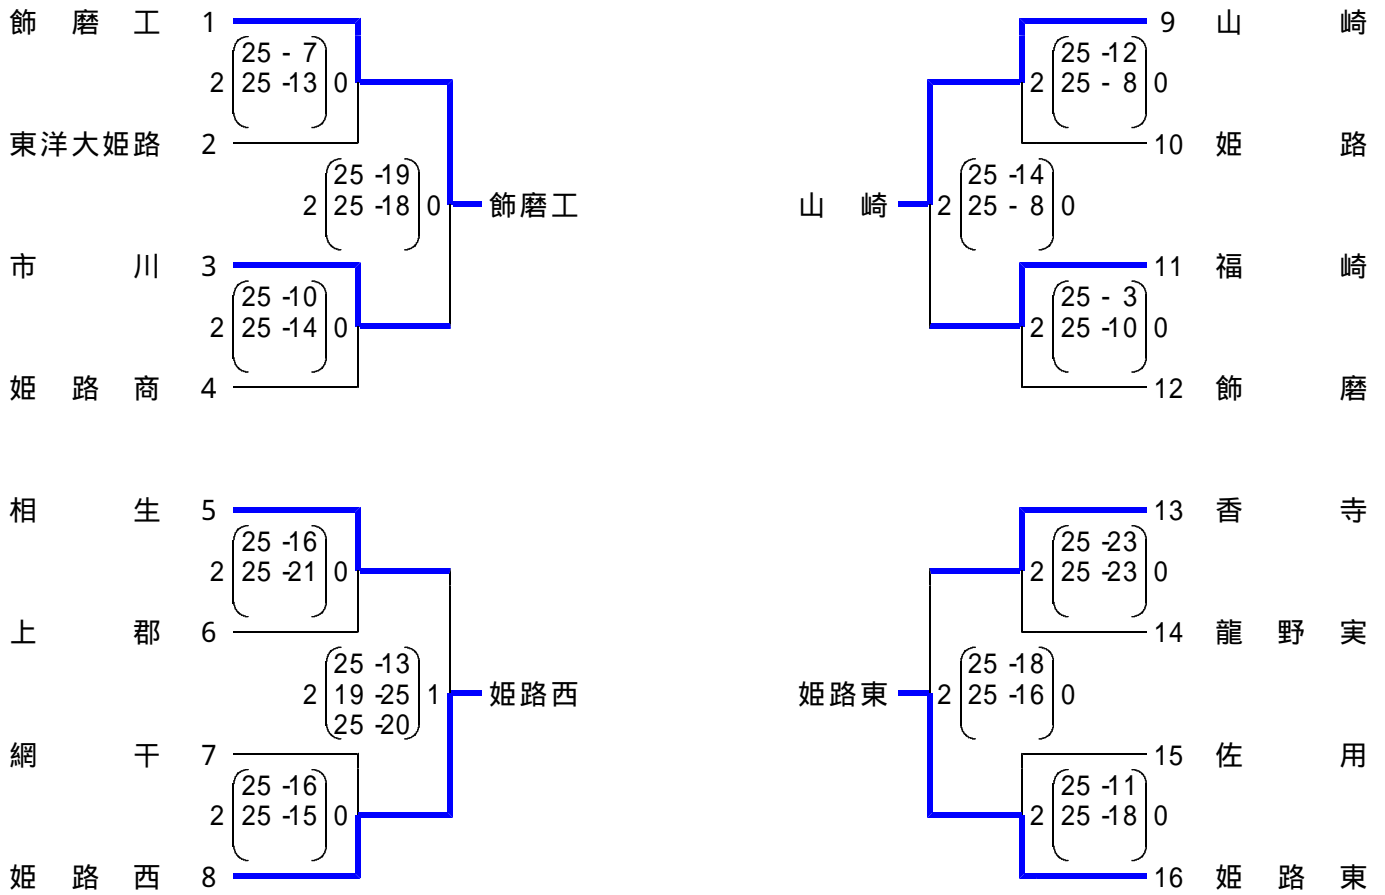 飾磨工 1
25 - 7
2 25 -13 0
東洋大姫路 2
25 -19
2 25 -18 0 飾磨工
市川 3
25 -10
2 25 -14 0
姫路商 4
相生 5
25 -16
2 25 -21 0
上郡 6
25 -13
2 19 -25 1 姫路西
25 -20
網干 7
25 -16
2 25 -15 0
姫路西 8
9 山崎
25 -12
2 25 - 8 0
10 姫路
25 -14
山崎 2 25 - 8 0
11 福崎
25 - 3
2 25 -10 0
12 飾磨
13 香寺
25 -23
2 25 -23 0
14 龍野実
25 -18
姫路東 2 25 -16 0
15 佐用
25 -11
2 25 -18 0
16 姫路東